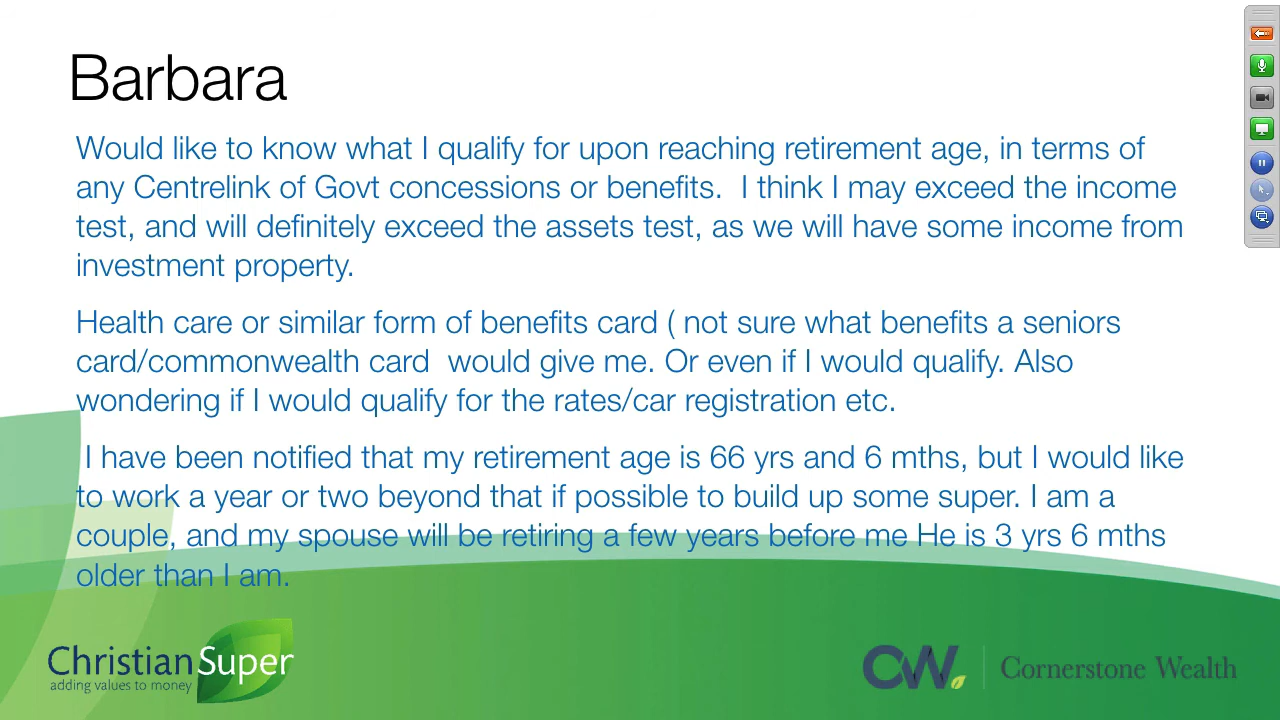 Barbara
Would like to know what I qualify for upon reaching retirement age, in terms of
any Centrelink of Govt concessions or benefits.  I think I may exceed the income
test, and will definitely exceed the assets test, as we will have some income from
investment property.
Health care or similar form of benefits card ( not sure what benefits a seniors
card/commonwealth card  would give me. Or even if I would qualify. Also
wondering if I would qualify for the rates/car registration etc.
I have been notified that my retirement age is 66 yrs and 6 mths, but I would like
to work a year or two beyond that if possible to build up some super. I am a
couple, and my spouse will be retiring a few years before me He is 3 yrs 6 mths
older than I am.
Christian Super
adding values to money
CW. Cornerstone Wealth